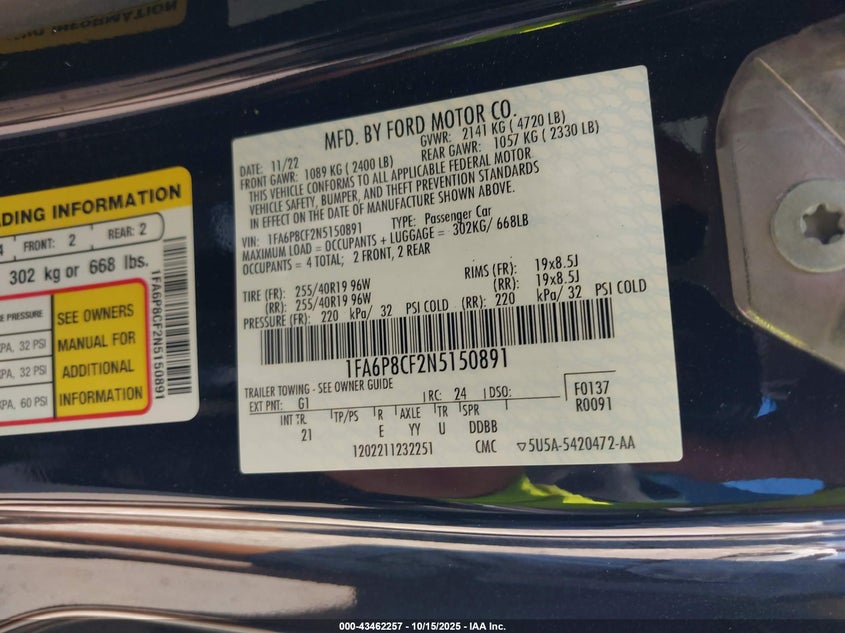 MFD. BY FORD MOTOR CO.
DATE: 11/22
GVWR: 2141 KG ( 4720 LB)
FRONT GAWR: 1089 KG ( 2400 LB)
REAR GAWR: 1057 KG ( 2330 LB)
THIS VEHICLE CONFORMS TO ALL APPLICABLE FEDERAL MOTOR
VEHICLE SAFETY, BUMPER, AND THEFT PREVENTION STANDARDS
IN EFFECT ON THE DATE OF MANUFACTURE SHOWN ABOVE.
VIN: 1FA6P8CF2N5150891
TYPE: Passenger Car
MAXIMUM LOAD = OCCUPANTS + LUGGAGE = 302KG/ 668LB
OCCUPANTS = 4 TOTAL; 2 FRONT, 2 REAR
TIRE (FR): 255/40R19 96W RIMS (FR): 19x8.5J
(RR): 255/40R19 96W (RR): 19x8.5J
PRESSURE (FR): 220 kPa/ 32 PSI COLD (RR): 220 kPa/ 32 PSI COLD
1FA6P8CF2N5150891
TRAILER TOWING - SEE OWNER GUIDE
EXT PNT: G1 RC: 24 DSO: F0137
R0091
INT TR. TP/PS R AXLE TR SPR
21 E YY U DDBB
1202211232251 CMC ▽5U5A-5420472-AA
ADING INFORMATION
4 FRONT: 2 REAR: 2
302 kg or 668 lbs.
PRESSURE
PA, 32 PSI
PA, 32 PSI
KPA, 60 PSI
SEE OWNERS
MANUAL FOR
ADDITIONAL
INFORMATION
1FA6P8CF2N5150891
INFORMATION
000-43462257 - 10/15/2025 - IAA Inc.